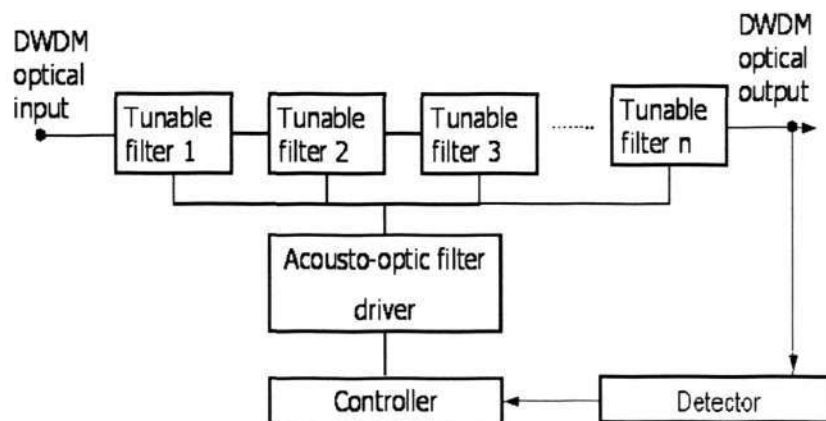 DWDM
optical
input
DWDM
optical
output
Tunable
filter 1
Tunable
filter 2
Tunable
filter 3
Tunable
filter n
Acousto-optic filter
driver
Controller
Detector